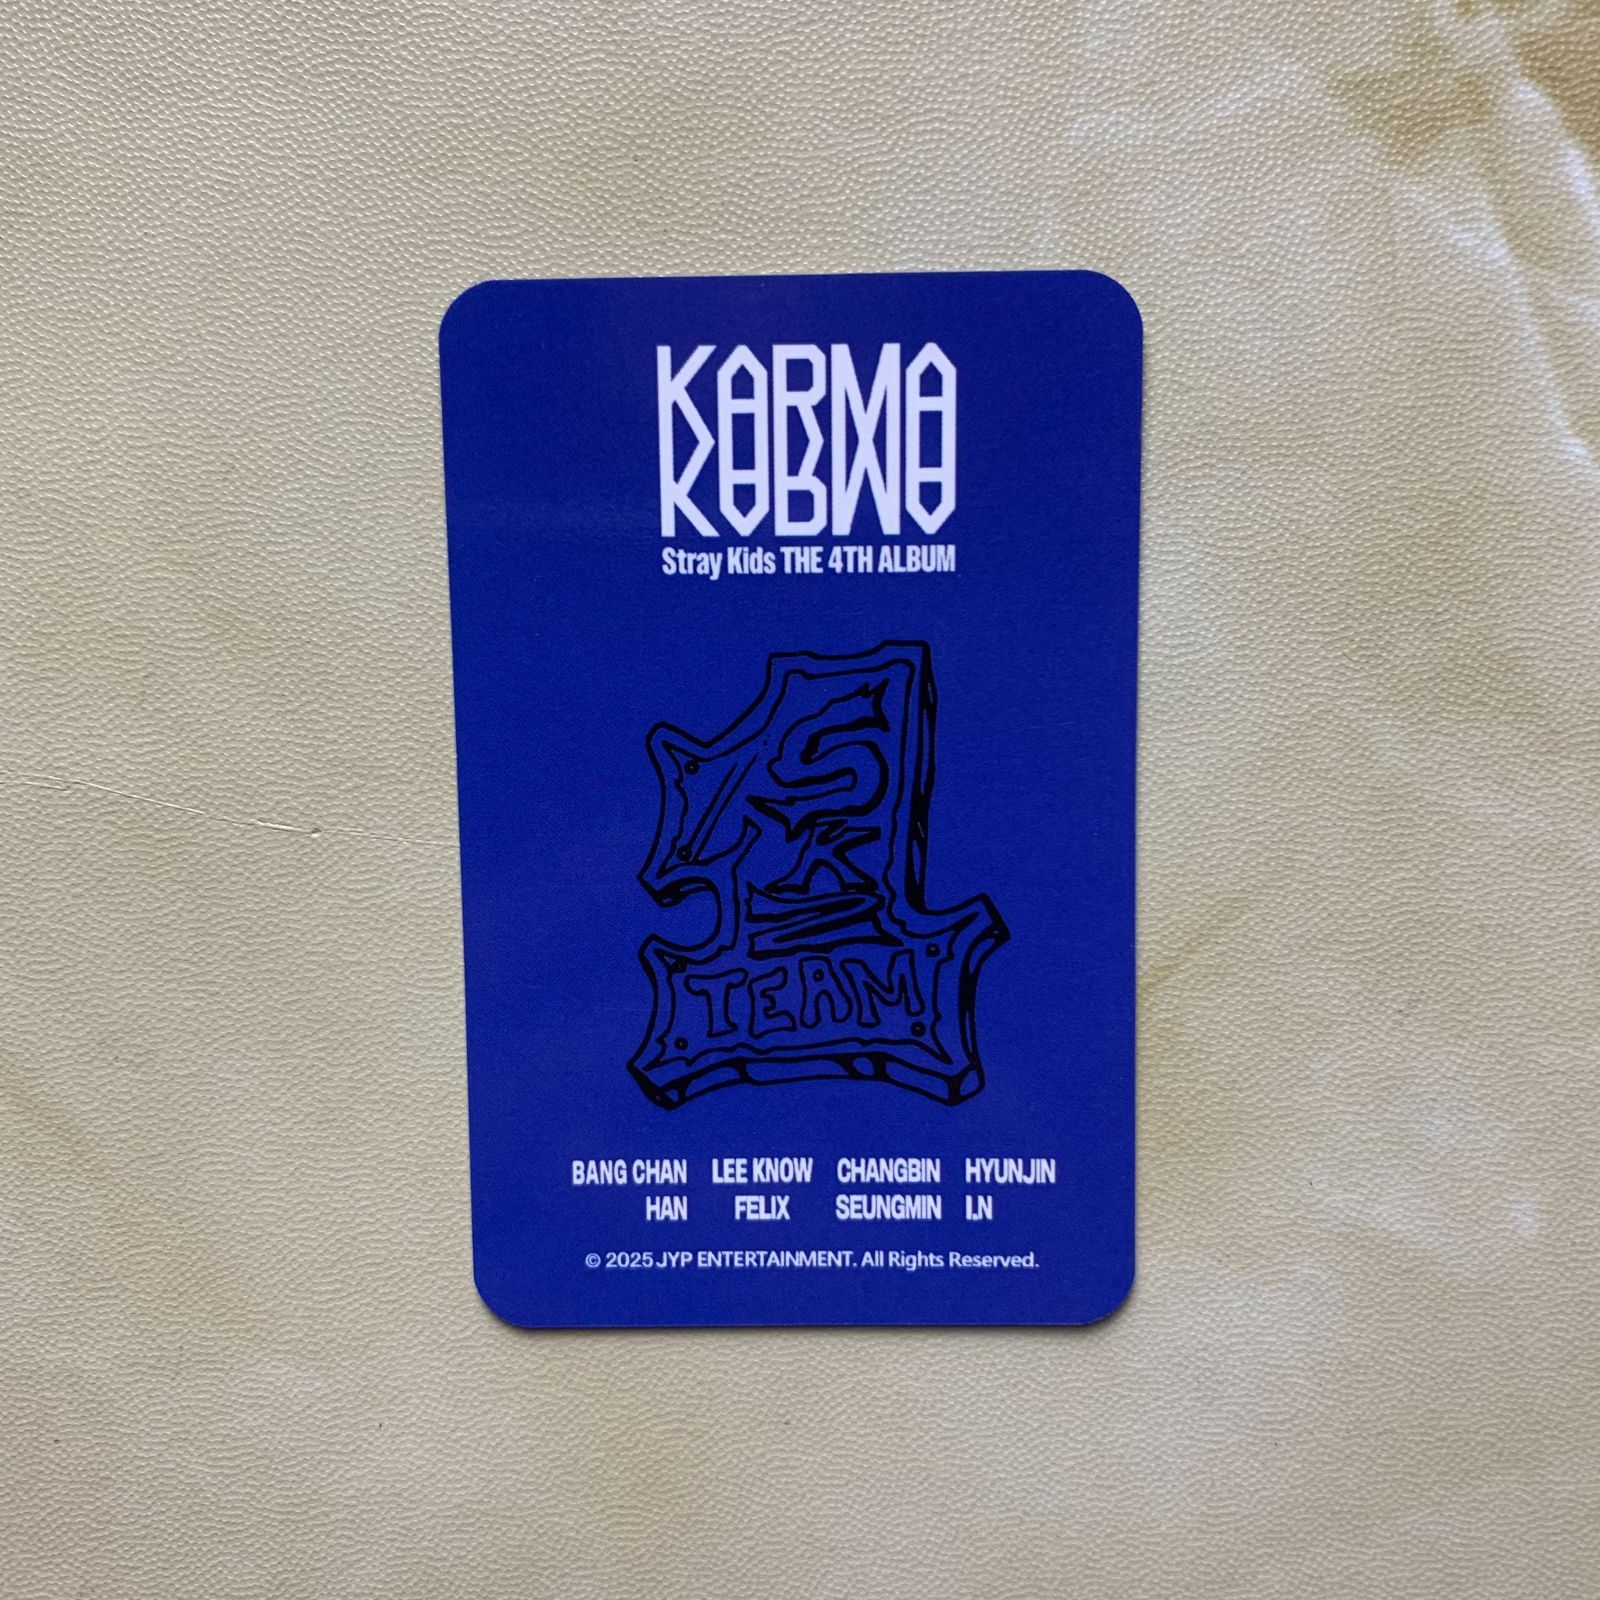 KARMA
KARMA
Stray Kids THE 4TH ALBUM
S
K
Z
TEAM
BANG CHAN LEE KNOW CHANGBIN HYUNJIN
HAN FELIX SEUNGMIN I.N
© 2025 JYP ENTERTAINMENT. All Rights Reserved.